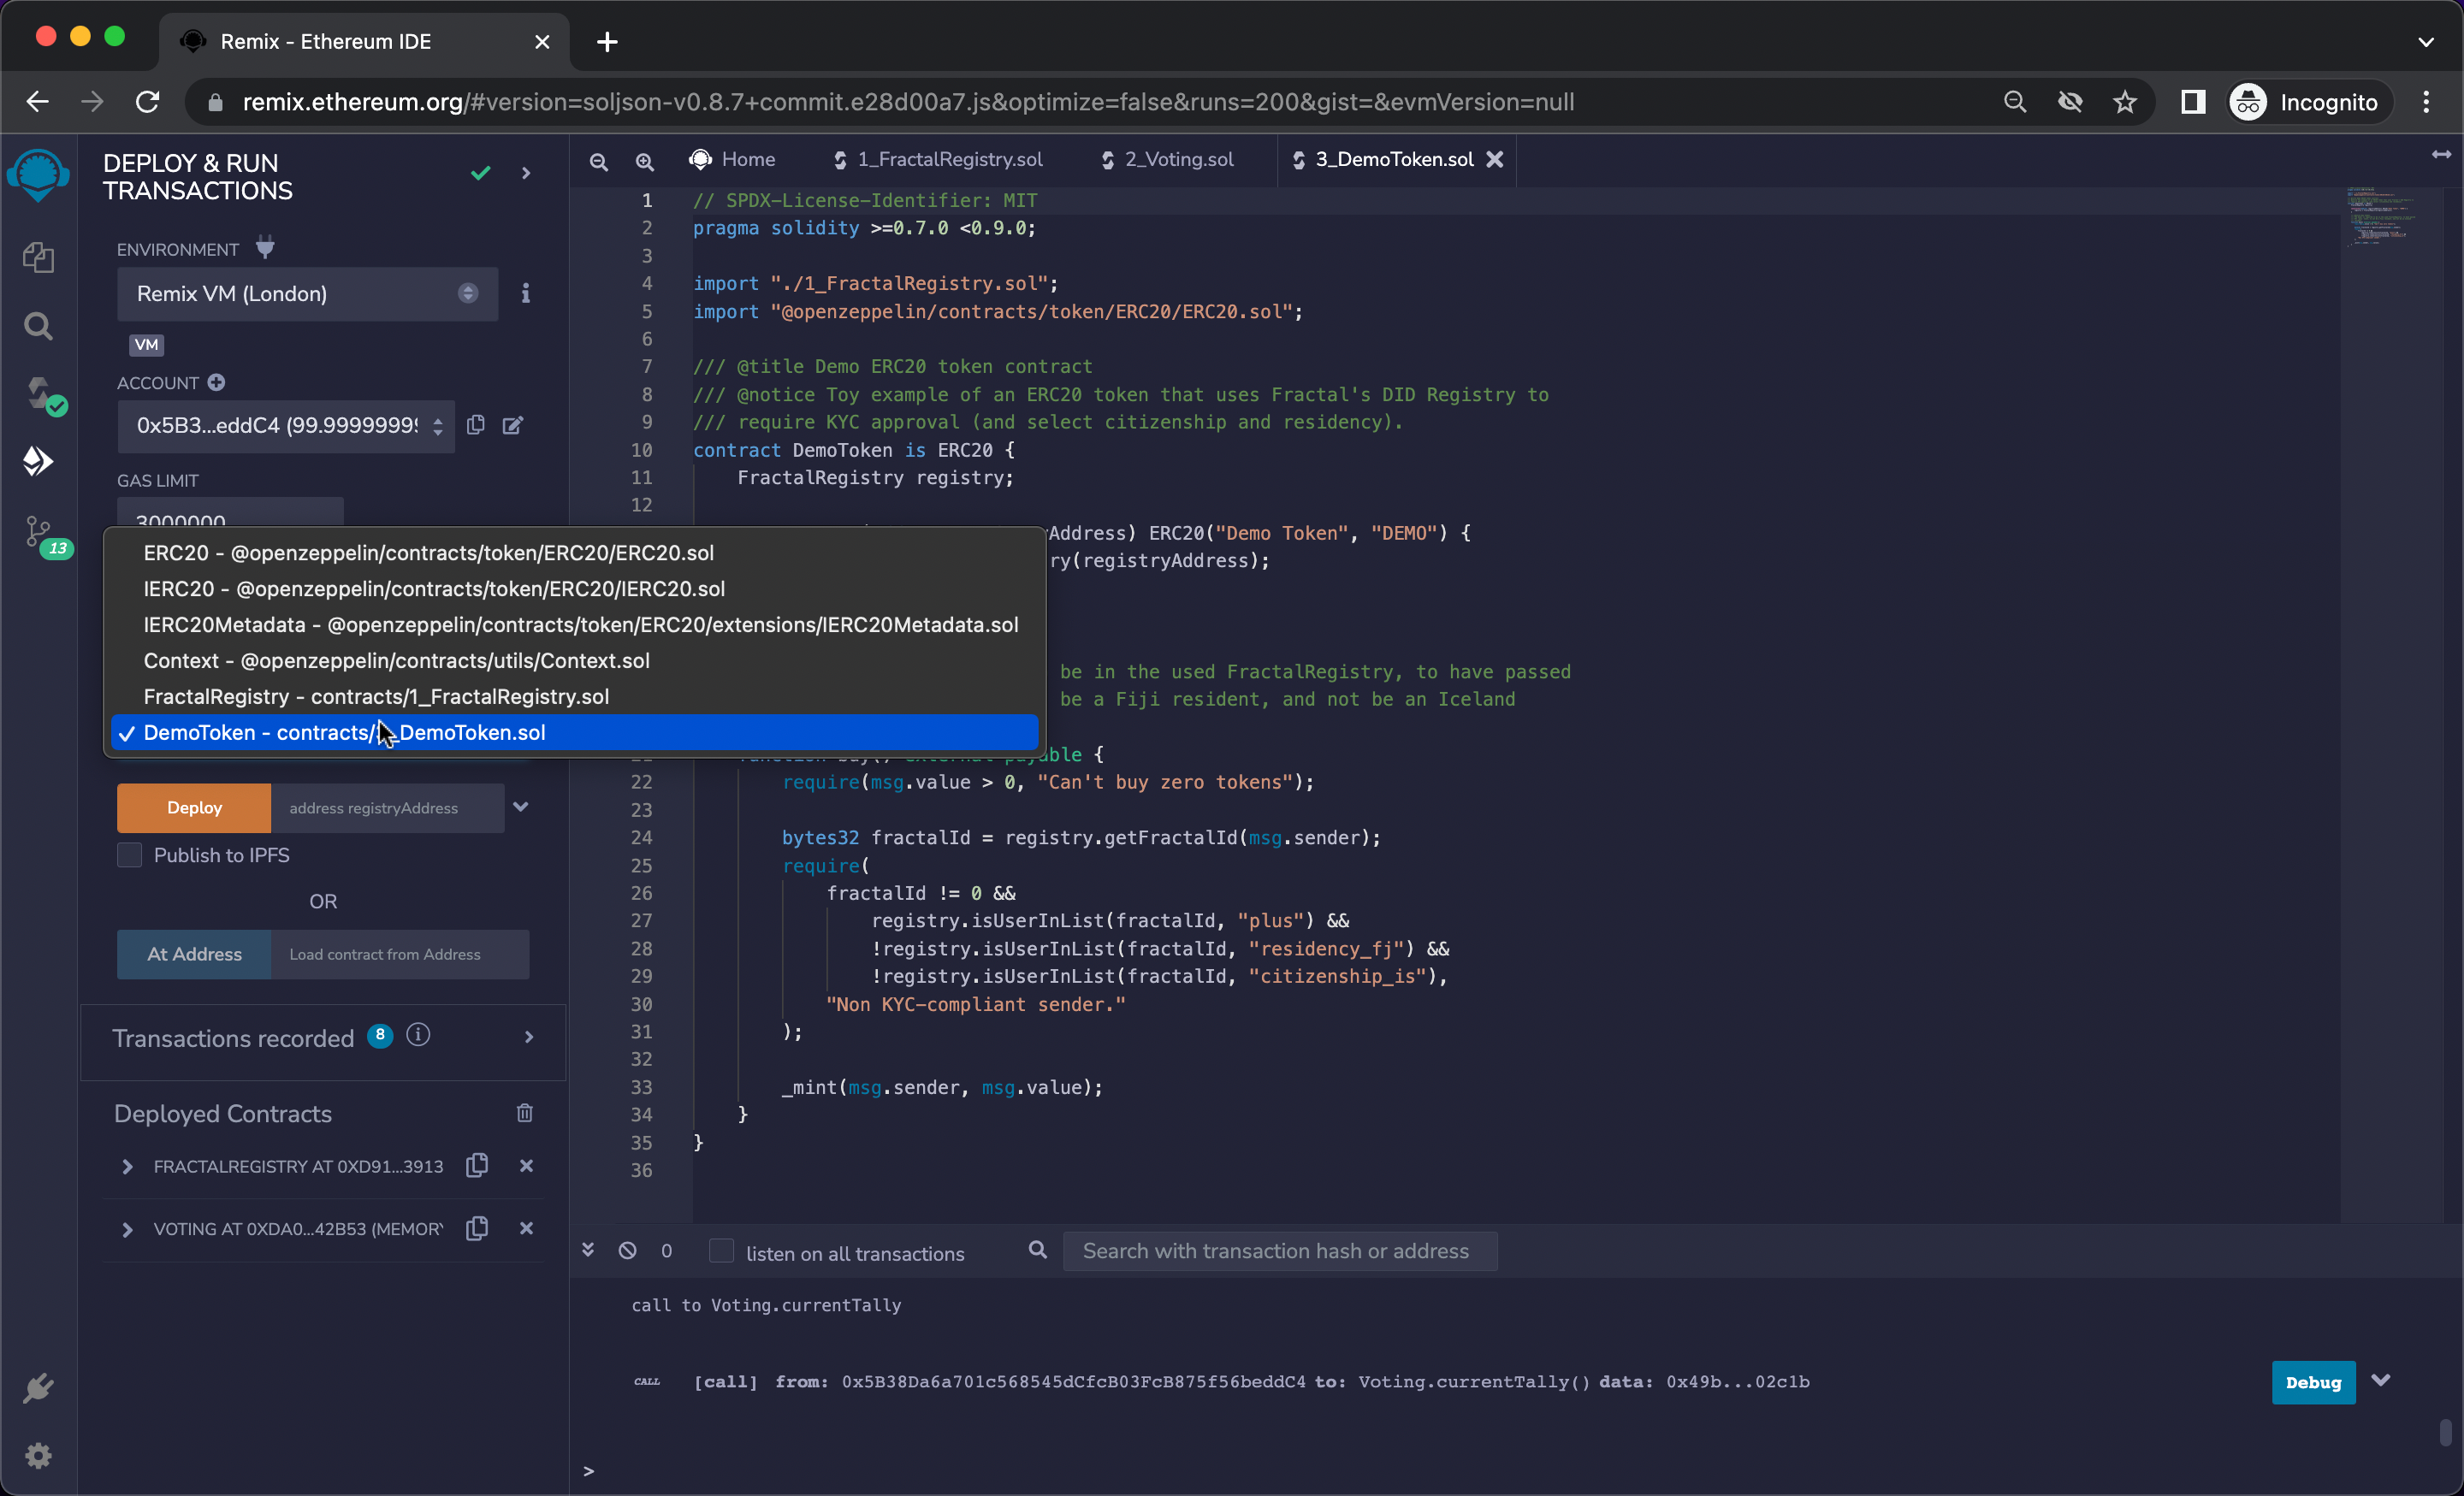 Remix - Ethereum IDE
remix.ethereum.org/#version=soljson-v0.8.7+commit.e28d00a7.js&optimize=false&runs=200&gist=&evmVersion=null
Incognito
DEPLOY & RUN
TRANSACTIONS
ENVIRONMENT
Remix VM (London)
VM
ACCOUNT
0x5B3...eddC4 (99.9999999
GAS LIMIT
3000000
13
ERC20 - @openzeppelin/contracts/token/ERC20/ERC20.sol
IERC20 - @openzeppelin/contracts/token/ERC20/IERC20.sol
IERC20Metadata - @openzeppelin/contracts/token/ERC20/extensions/IERC20Metadata.sol
Context - @openzeppelin/contracts/utils/Context.sol
FractalRegistry - contracts/1_FractalRegistry.sol
DemoToken - contracts/3_DemoToken.sol
Deploy
address registryAddress
Publish to IPFS
OR
At Address
Load contract from Address
Transactions recorded 8 i
Deployed Contracts
FRACTALREGISTRY AT 0XD91...3913
VOTING AT 0XDA0...42B53 (MEMORY
Home
1_FractalRegistry.sol
2_Voting.sol
3_DemoToken.sol
1 // SPDX-License-Identifier: MIT
2 pragma solidity >=0.7.0 <0.9.0;
3
4 import "./1_FractalRegistry.sol";
5 import "@openzeppelin/contracts/token/ERC20/ERC20.sol";
6
7 /// @title Demo ERC20 token contract
8 /// @notice Toy example of an ERC20 token that uses Fractal's DID Registry to
9 /// require KYC approval (and select citizenship and residency).
10 contract DemoToken is ERC20 {
11 FractalRegistry registry;
12
Address) ERC20("Demo Token", "DEMO") {
ry(registryAddress);
be in the used FractalRegistry, to have passed
be a Fiji resident, and not be an Iceland
21 function buy() external payable {
22 require(msg.value > 0, "Can't buy zero tokens");
23
24 bytes32 fractalId = registry.getFractalId(msg.sender);
25 require(
26 fractalId != 0 &&
27 registry.isUserInList(fractalId, "plus") &&
28 !registry.isUserInList(fractalId, "residency_fj") &&
29 !registry.isUserInList(fractalId, "citizenship_is"),
30 "Non KYC-compliant sender."
31 );
32
33 _mint(msg.sender, msg.value);
34 }
35 }
36
0
listen on all transactions
Search with transaction hash or address
call to Voting.currentTally
CALL [call] from: 0x5B38Da6a701c568545dCfcB03FcB875f56beddC4 to: Voting.currentTally() data: 0x49b...02c1b
Debug
>